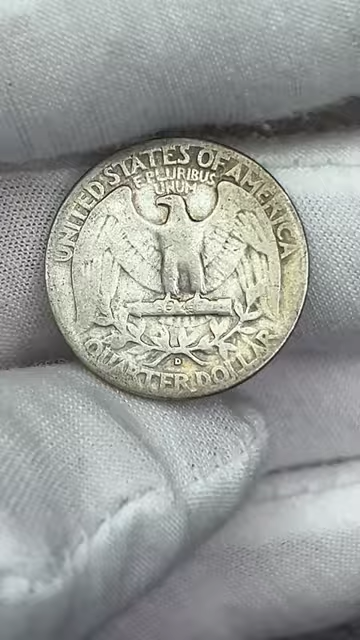 UNITED STATES OF AMERICA
E PLURIBUS
UNUM
D
QUARTER DOLLAR